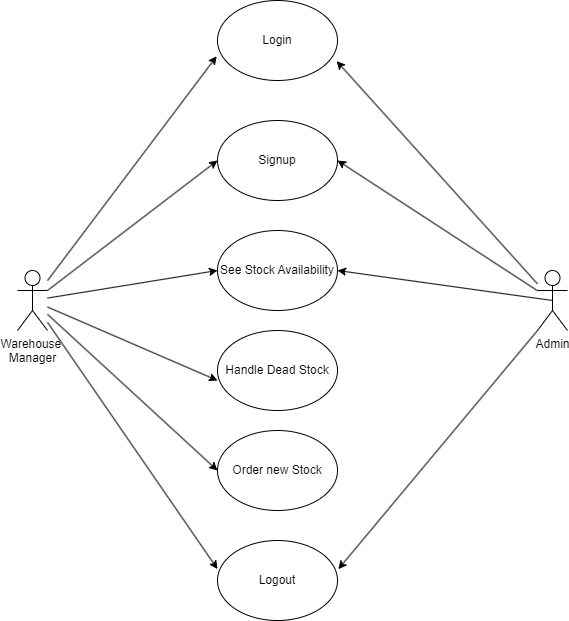 Login
Signup
See Stock Availability
Warehouse
Manager
Admin
Handle Dead Stock
Order new Stock
Logout